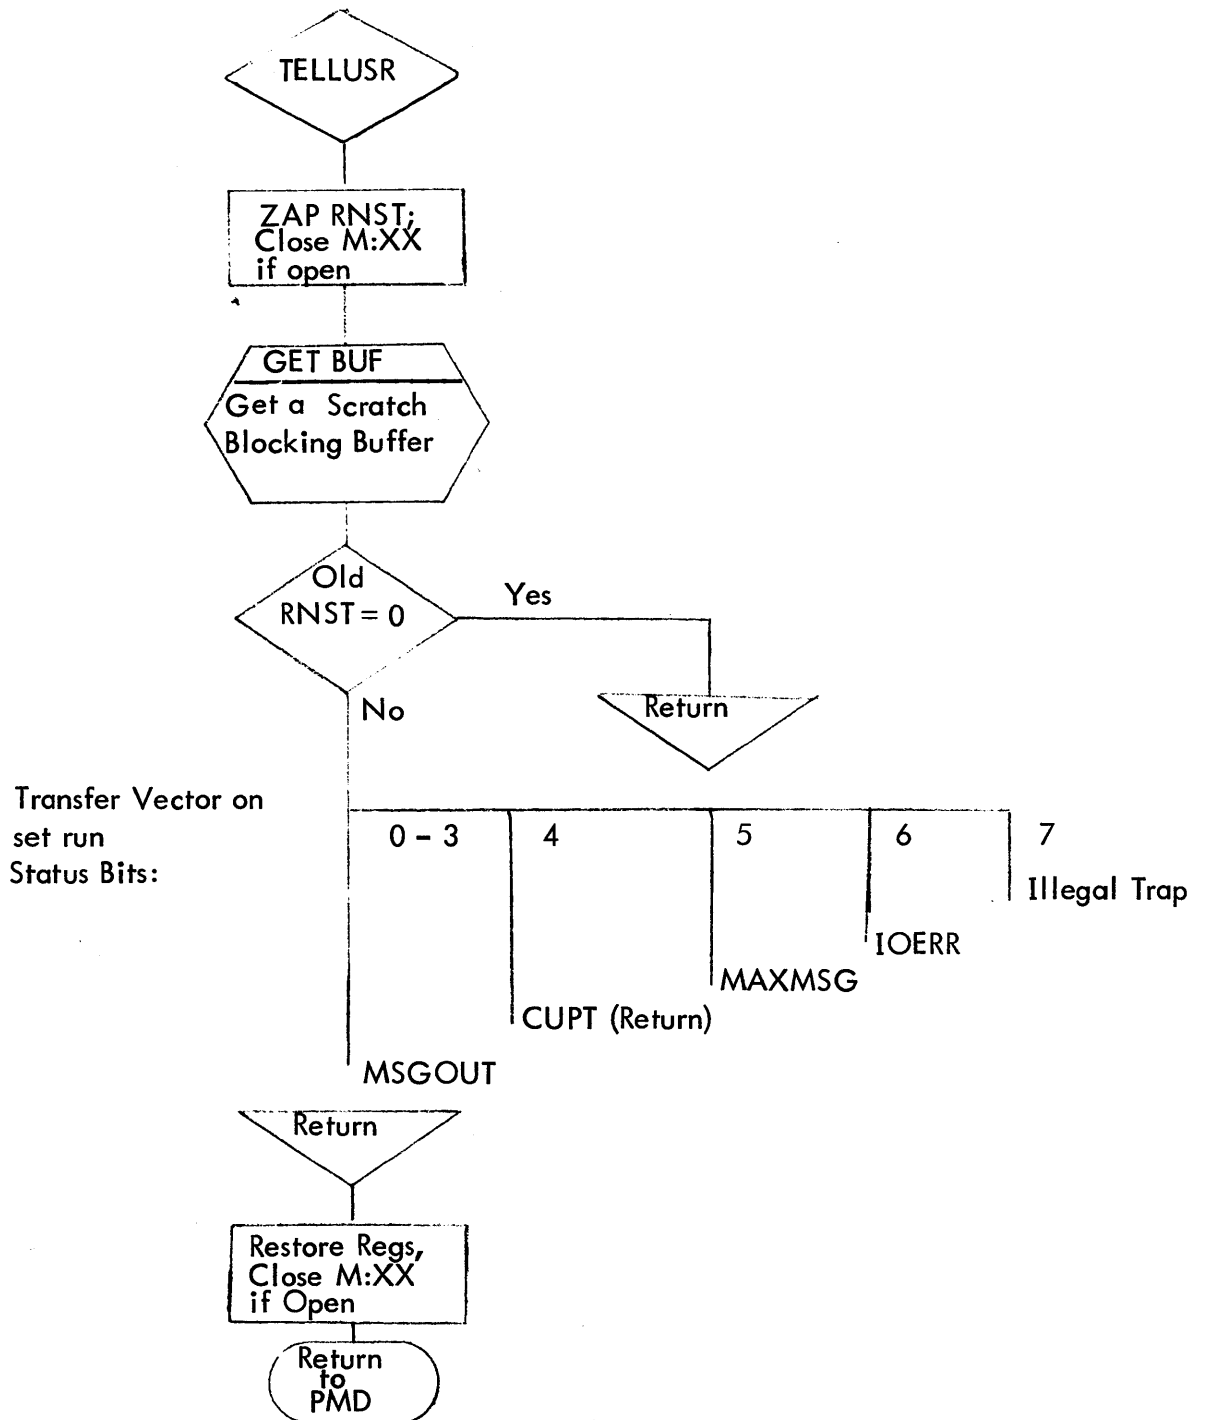 TELLUSR
ZAP RNST;
Close M:XX
if open
GET BUF
Get a Scratch
Blocking Buffer
Old
RNST = 0
Yes
No
Return
Transfer Vector on
set run
Status Bits:
0 - 3
4
5
6
7
Illegal Trap
IOERR
MAXMSG
CUPT (Return)
MSGOUT
Return
Restore Regs,
Close M:XX
if Open
Return
to
PMD